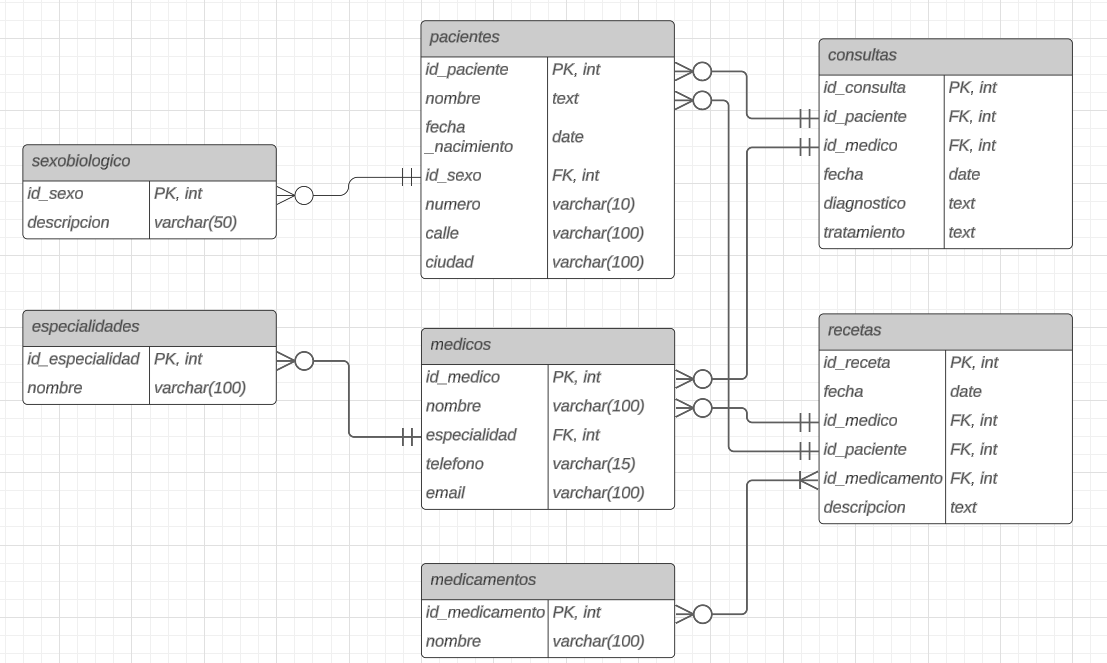 pacientes
id_paciente PK, int
nombre text
fecha
_nacimiento date
id_sexo FK, int
numero varchar(10)
calle varchar(100)
ciudad varchar(100)
consultas
id_consulta PK, int
id_paciente FK, int
id_medico FK, int
fecha date
diagnostico text
tratamiento text
sexobiologico
id_sexo PK, int
descripcion varchar(50)
especialidades
id_especialidad PK, int
nombre varchar(100)
medicos
id_medico PK, int
nombre varchar(100)
especialidad FK, int
telefono varchar(15)
email varchar(100)
recetas
id_receta PK, int
fecha date
id_medico FK, int
id_paciente FK, int
id_medicamento FK, int
descripcion text
medicamentos
id_medicamento PK, int
nombre varchar(100)